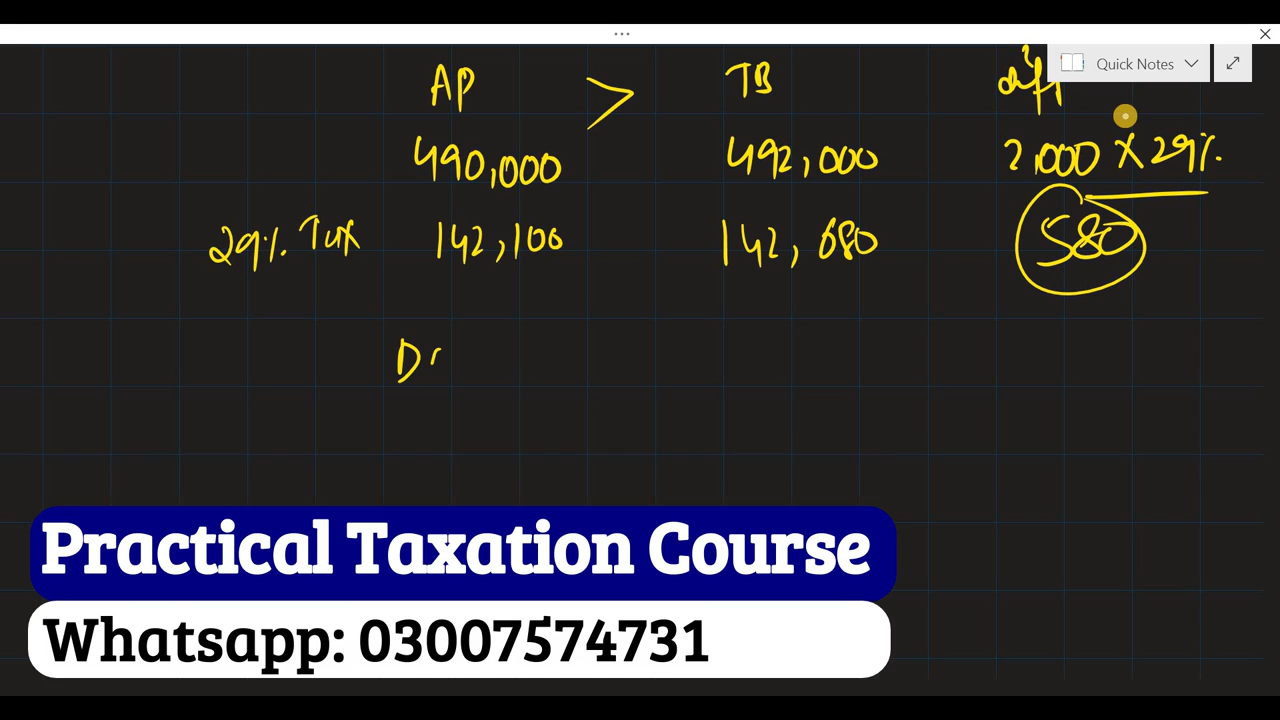 Quick Notes
AP > TB diff
490,000 492,000 2,000 X 29%
29% Tax 142,100 142,680 580
D
Practical Taxation Course
Whatsapp: 03007574731